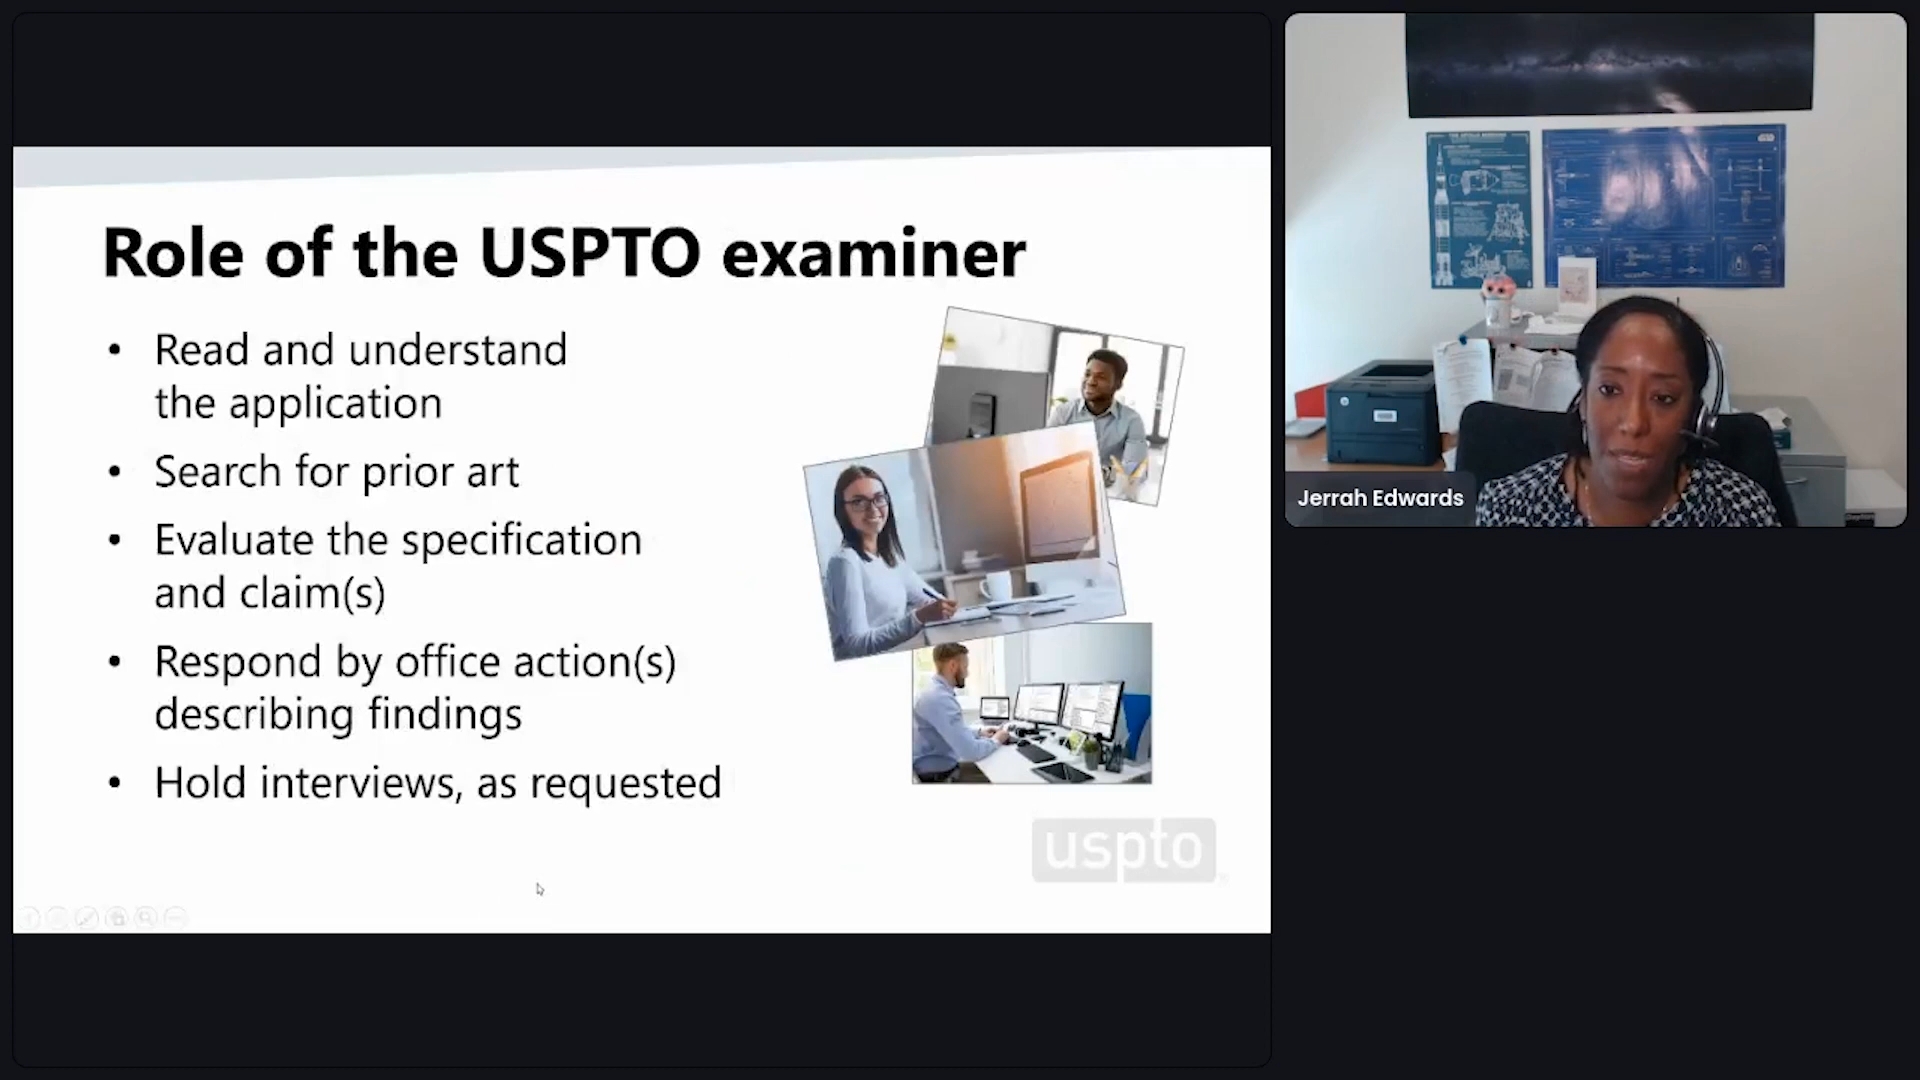 Role of the USPTO examiner
• Read and understand
the application
• Search for prior art
• Evaluate the specification
and claim(s)
• Respond by office action(s)
describing findings
• Hold interviews, as requested
uspto
Jerrah Edwards